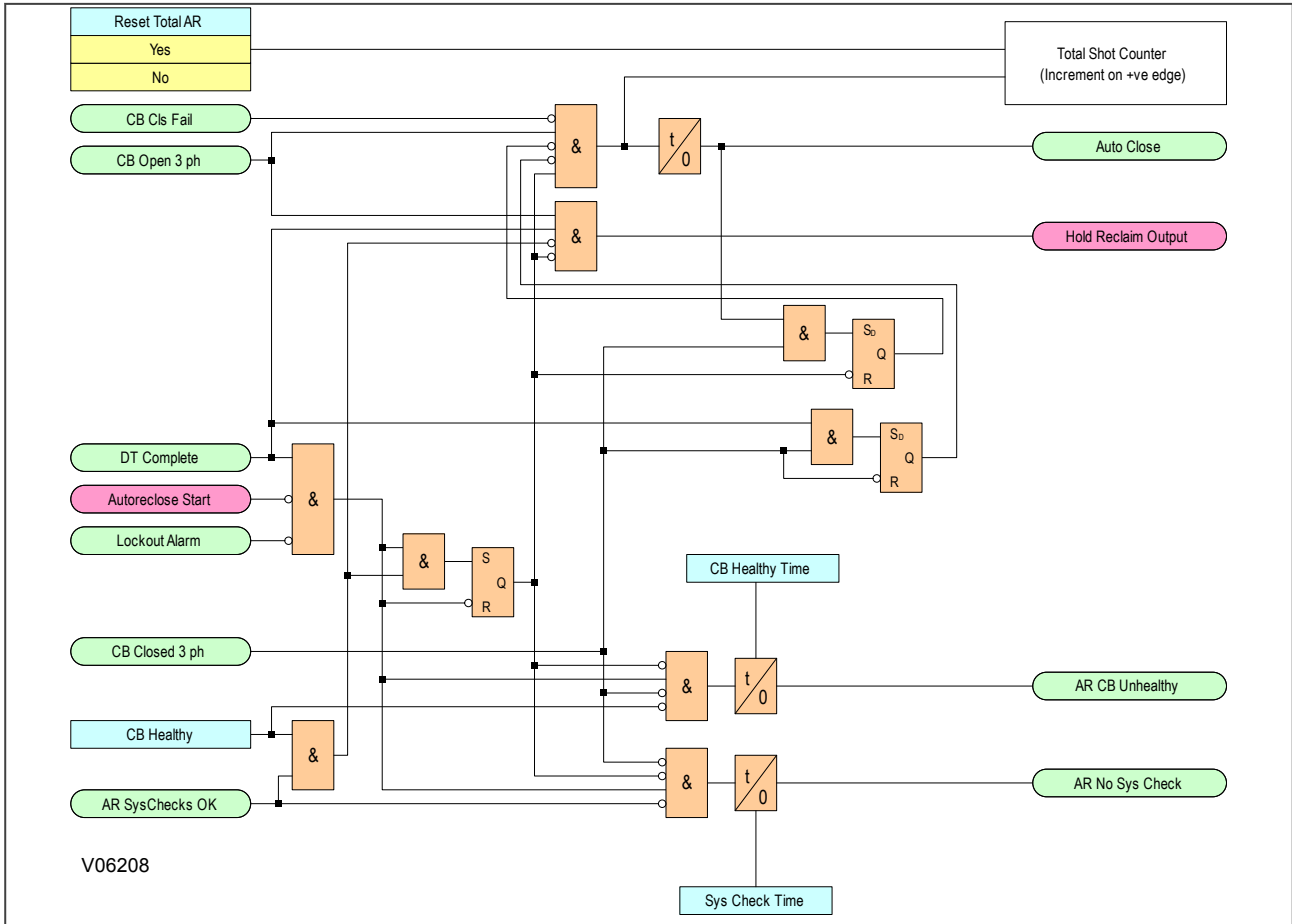 Reset Total AR
Yes
No
Total Shot Counter
(Increment on +ve edge)
CB Cls Fail
CB Open 3 ph
&
t
0
Auto Close
&
Hold Reclaim Output
&
SD
Q
R
&
SD
Q
R
DT Complete
Autoreclose Start
Lockout Alarm
&
&
S
Q
R
CB Healthy Time
CB Closed 3 ph
&
t
0
AR CB Unhealthy
CB Healthy
&
AR SysChecks OK
&
t
0
AR No Sys Check
V06208
Sys Check Time